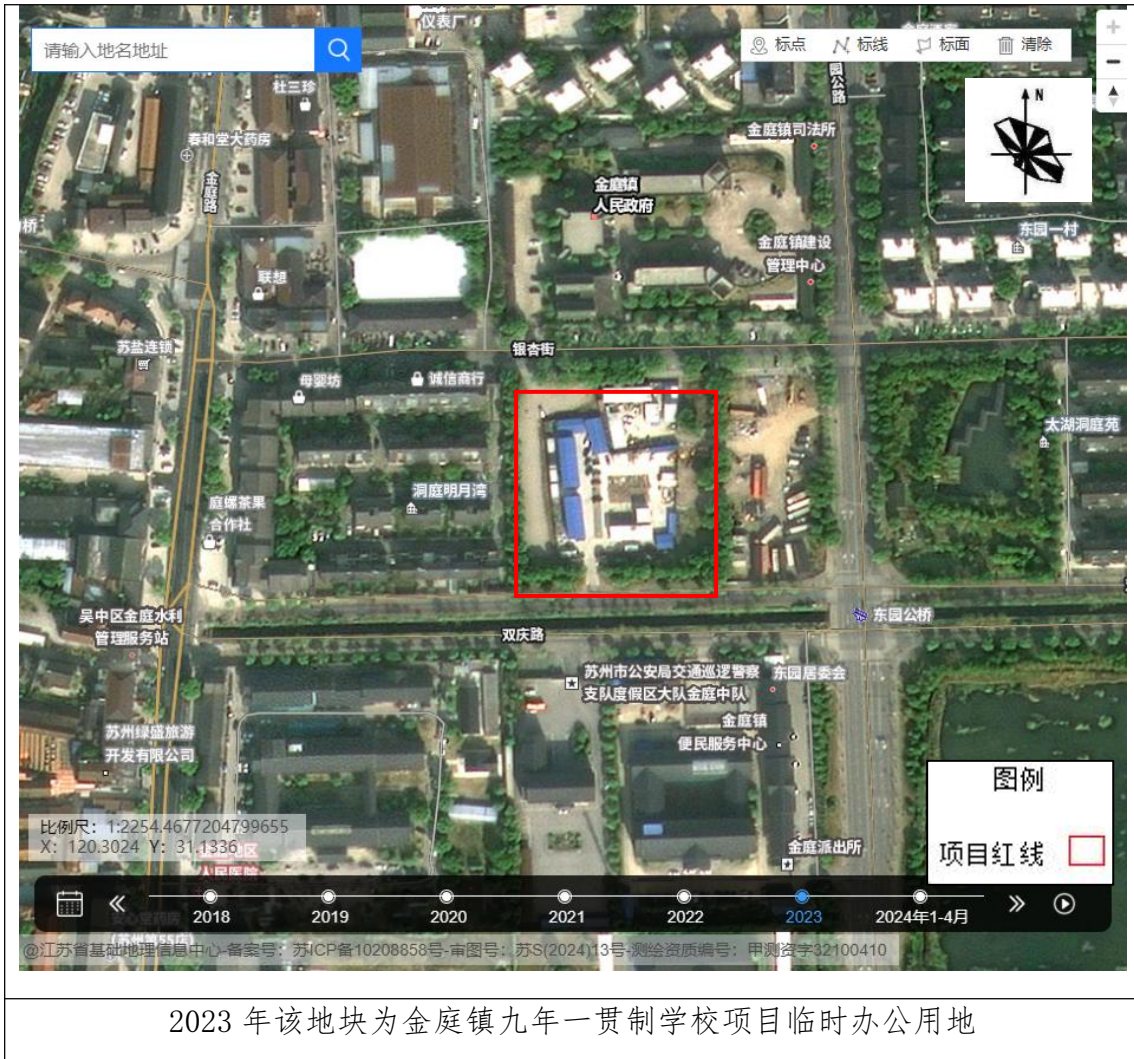 仪表厂
请输入地名地址
标点 标线 标面 清除
N
杜三珍
园公路
金庭镇司法所
春和堂大药房
金庭路
金庭镇
人民政府
东园一村
金庭镇建设
管理中心
桥
联想
苏盐连锁
银杏街
母婴坊
诚信商行
太湖洞庭苑
洞庭明月湾
庭螺茶果
合作社
吴中区金庭水利
管理服务站
东园公桥
双庆路
苏州市公安局交通巡逻警察
支队度假区大队金庭中队
东园居委会
金庭镇
便民服务中心
苏州绿盛旅游
开发有限公司
图例
项目红线
比例尺：1:2254.4677204799655
X：120.3024 Y：31.1336
金庭派出所
人民医院
2018 2019 2020 2021 2022 2023 2024年1-4月
@江苏省基础地理信息中心-备案号：苏ICP备10208858号-审图号：苏S(2024)13号-测绘资质编号：甲测资字32100410
2023 年该地块为金庭镇九年一贯制学校项目临时办公用地